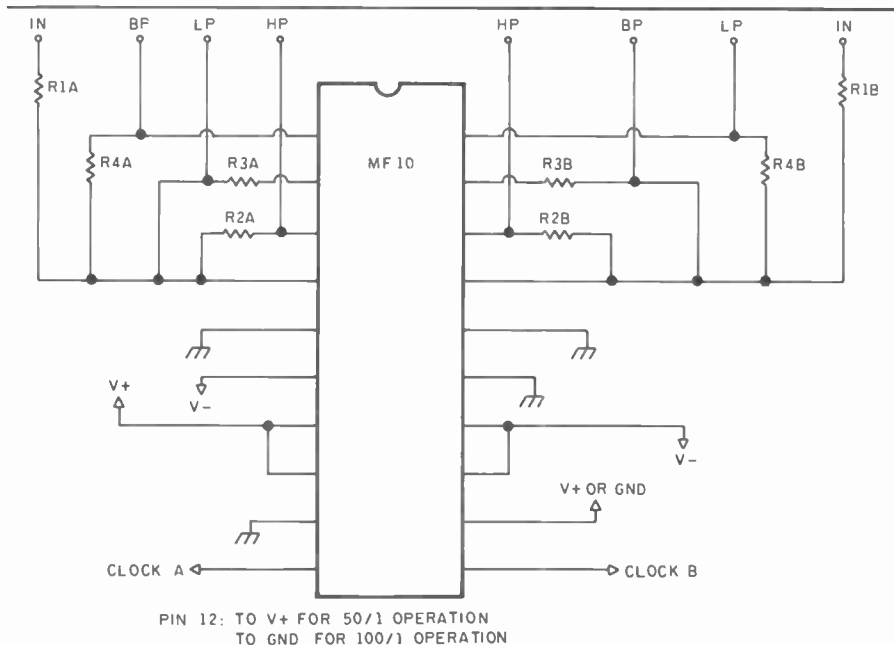 IN BP LP HP HP BP LP IN
R1A R1B
R4A R3A MF10 R3B R4B
R2A R2B
V+
V- V-
V+ OR GND
CLOCK A CLOCK B
PIN 12: TO V+ FOR 50/1 OPERATION
TO GND FOR 100/1 OPERATION